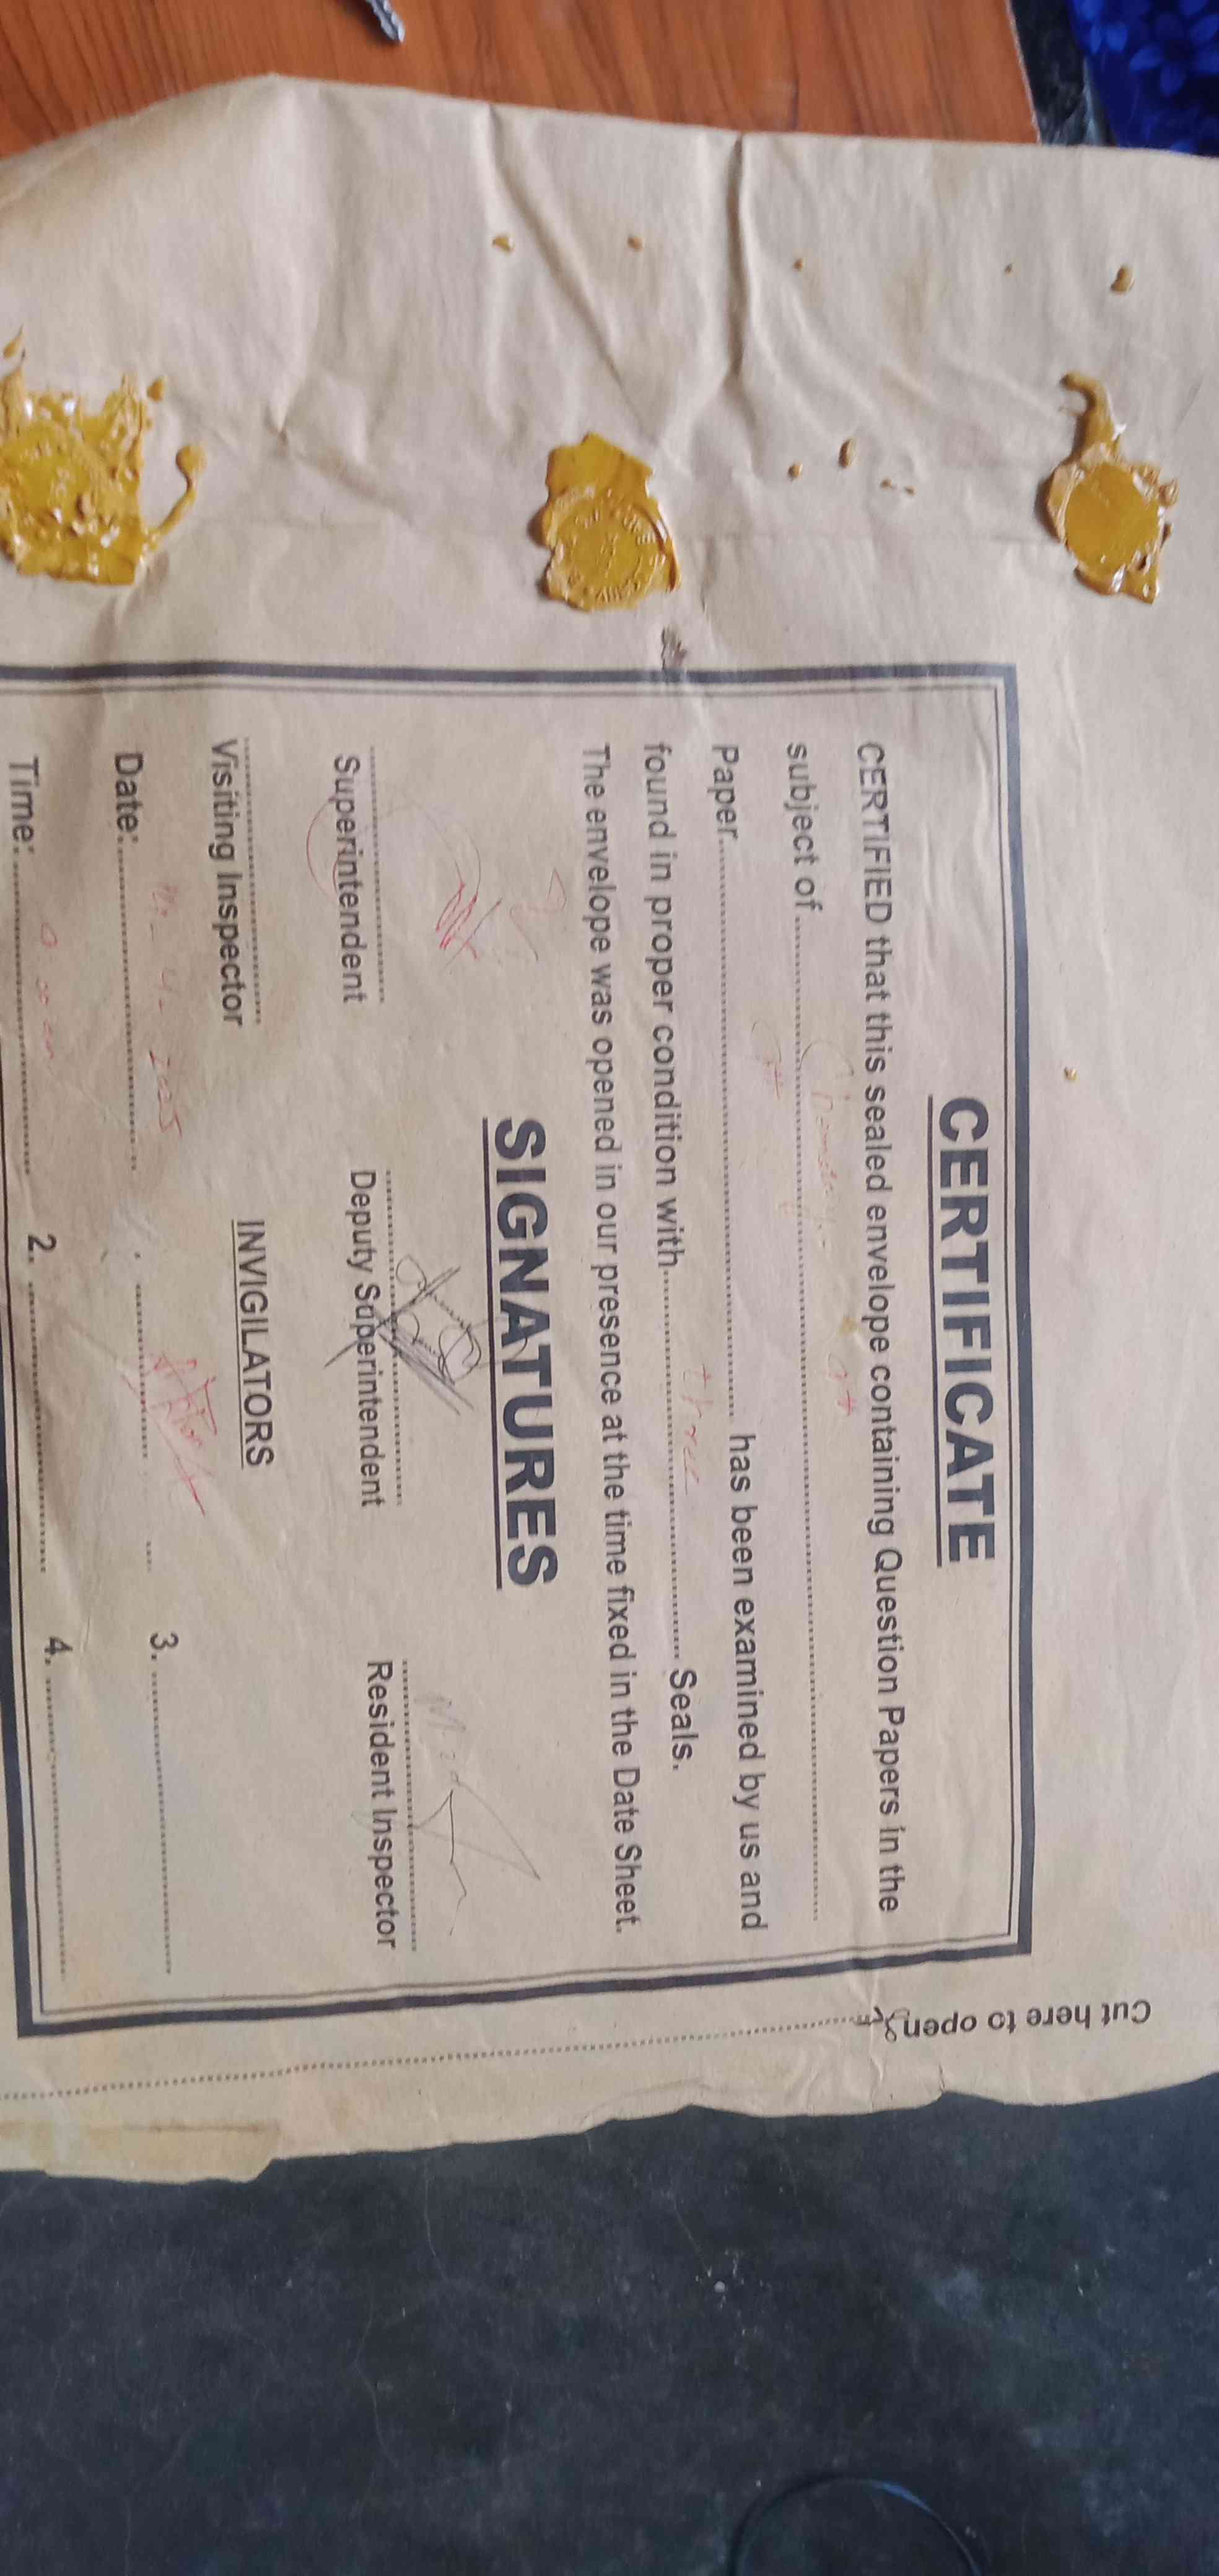 CERTIFICATE
CERTIFIED that this sealed envelope containing Question Papers in the
subject of.......... 9th
Paper.......... has been examined by us and
found in proper condition with.......... three .......... Seals.
The envelope was opened in our presence at the time fixed in the Date Sheet.
SIGNATURES
Superintendent Deputy Superintendent Resident Inspector
Visiting Inspector INVIGILATORS
Date:.......... 2025 3. ..........
Time:.......... 2. .......... 4. ..........
Cut here to open